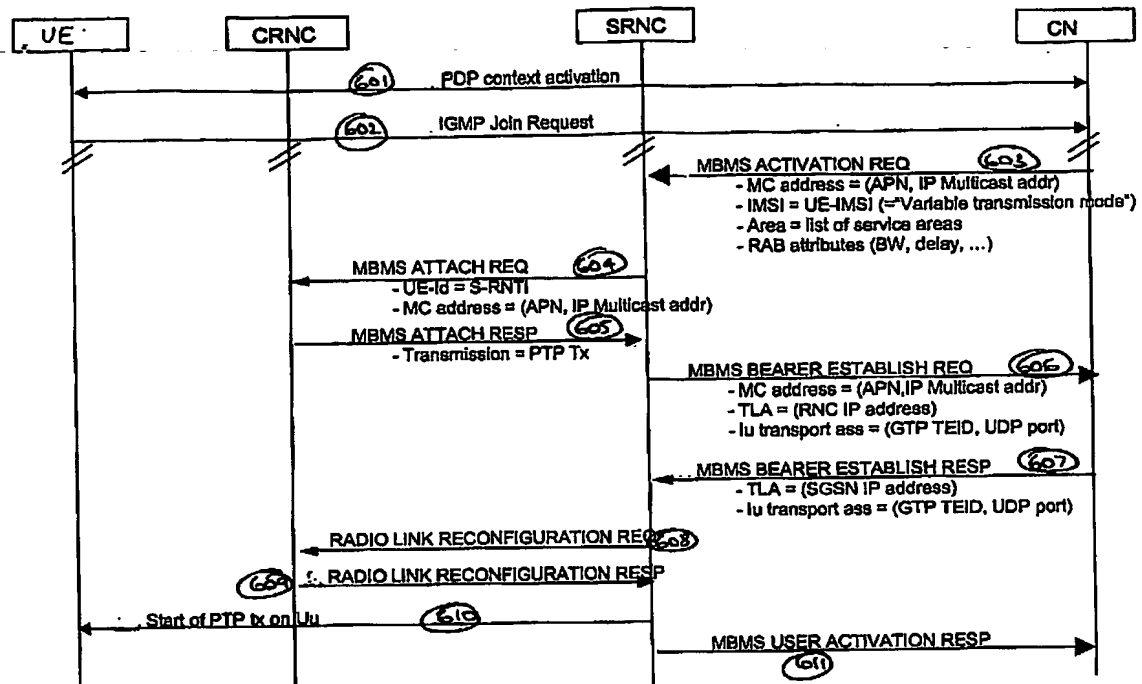 UE
CRNC
SRNC
CN
601
PDP context activation
602
IGMP Join Request
MBMS ACTIVATION REQ
603
- MC address = (APN, IP Multicast addr)
- IMSI = UE-IMSI (="Variable transmission mode")
- Area = list of service areas
- RAB attributes (BW, delay, ...)
MBMS ATTACH REQ
604
- UE-Id = S-RNTI
- MC address = (APN, IP Multicast addr)
MBMS ATTACH RESP
605
- Transmission = PTP Tx
MBMS BEARER ESTABLISH REQ
606
- MC address = (APN,IP Multicast addr)
- TLA = (RNC IP address)
- Iu transport ass = (GTP TEID, UDP port)
MBMS BEARER ESTABLISH RESP
607
- TLA = (SGSN IP address)
- Iu transport ass = (GTP TEID, UDP port)
RADIO LINK RECONFIGURATION REQ
608
609
RADIO LINK RECONFIGURATION RESP
Start of PTP tx on Uu
610
MBMS USER ACTIVATION RESP
611